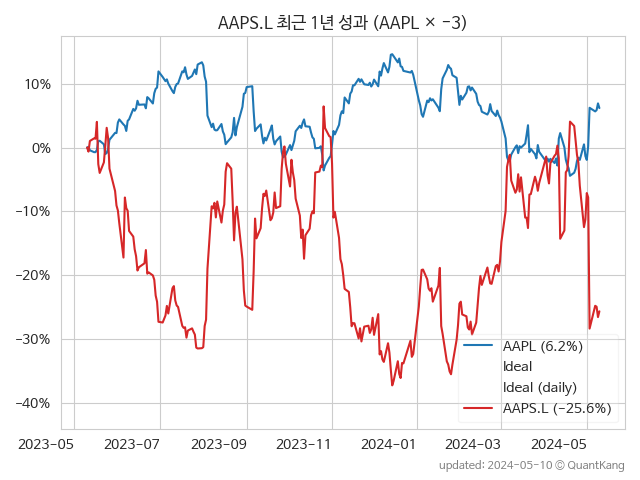 AAPS.L 최근 1년 성과 (AAPL × −3)
10%
0%
−10%
−20%
−30%
−40%
AAPL (6.2%)
Ideal
Ideal (daily)
AAPS.L (−25.6%)
2023-05 2023-07 2023-09 2023-11 2024-01 2024-03 2024-05
updated: 2024-05-10 © QuantKang